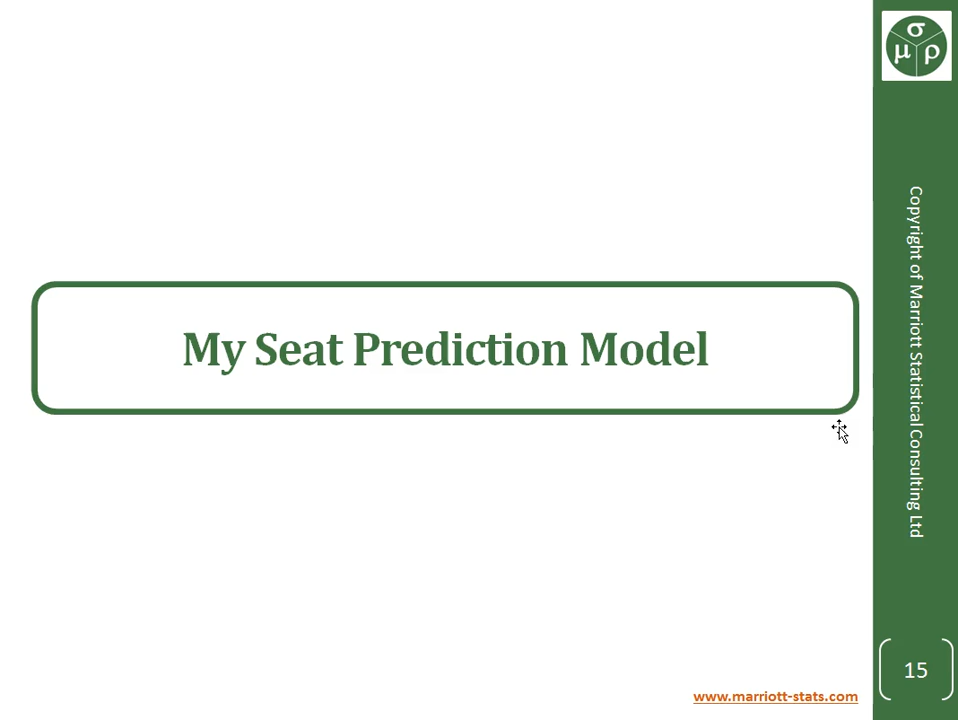 σ
μ ρ
My Seat Prediction Model
Copyright of Marriott Statistical Consulting Ltd
15
www.marriott-stats.com